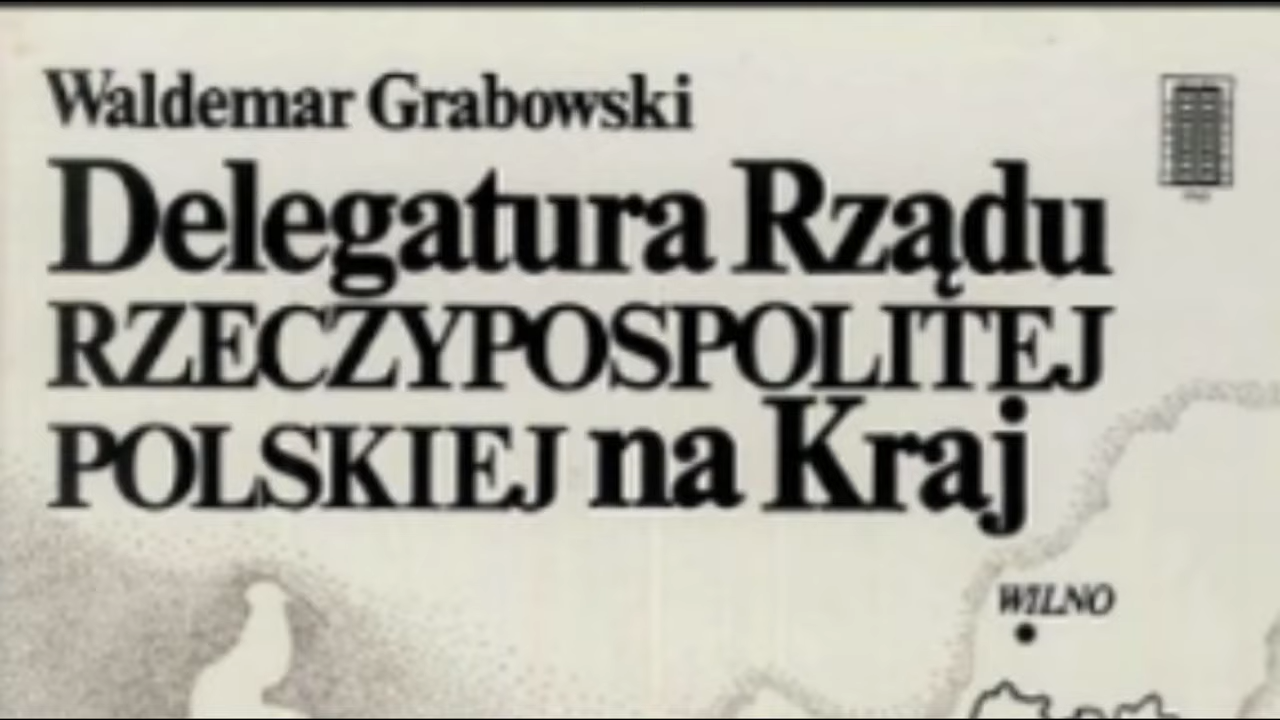 Waldemar Grabowski
Delegatura Rządu
RZECZYPOSPOLITEJ
POLSKIEJ na Kraj
WILNO